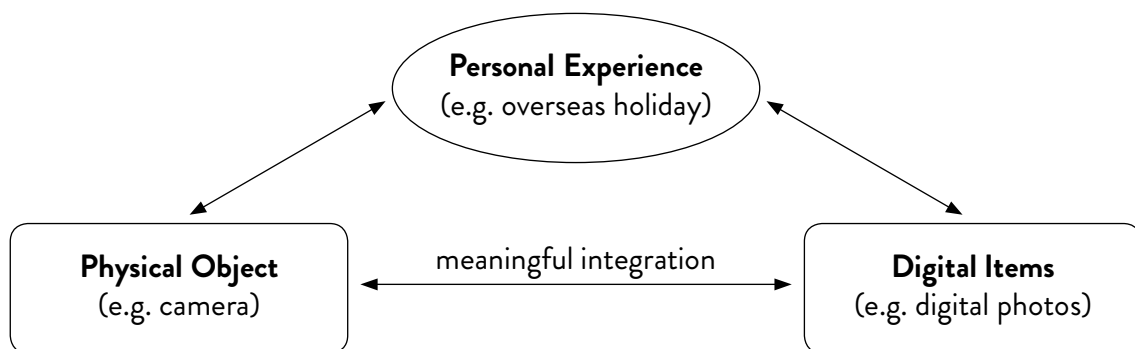 Personal Experience
(e.g. overseas holiday)
meaningful integration
Physical Object
(e.g. camera)
Digital Items
(e.g. digital photos)